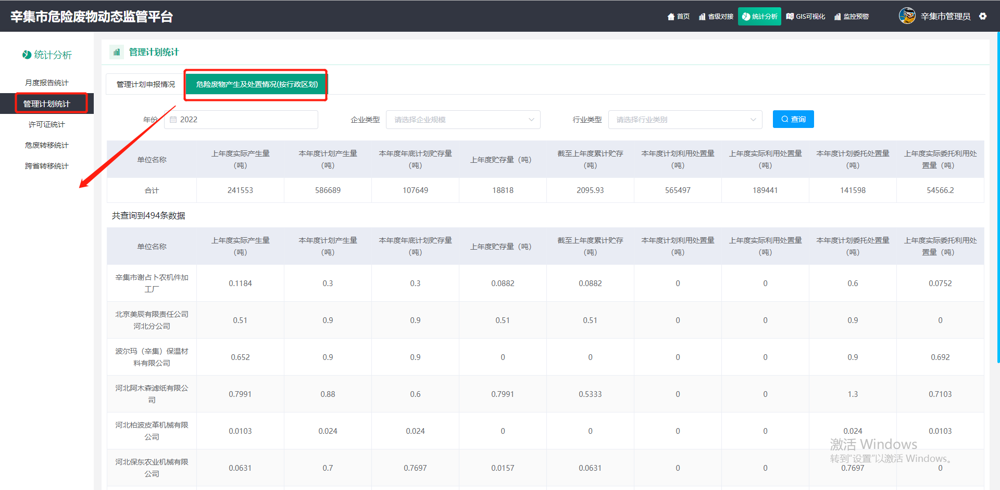 辛集市危险废物动态监管平台
首页 省级对接 统计分析 GIS可视化 监控预警 辛集市管理员
统计分析
月度报告统计
管理计划统计
许可证统计
危废转移统计
跨省转移统计
管理计划统计
管理计划申报情况 危险废物产生及处置情况(按行政区划)
年份 2022 企业类型 请选择企业规模 行业类型 请选择行业类别 查询
单位名称 上年度实际产生量（吨） 本年度计划产生量（吨） 本年度年底计划贮存量（吨） 上年度贮存量（吨） 截至上年度累计贮存（吨） 本年度计划利用处置量（吨） 上年度实际利用处置量（吨） 本年度计划委托处置量（吨） 上年度实际委托利用处置量（吨）
合计 241553 586689 107649 18818 2095.93 565497 189441 141598 54566.2
共查询到494条数据
单位名称 上年度实际产生量（吨） 本年度计划产生量（吨） 本年度年底计划贮存量（吨） 上年度贮存量（吨） 截至上年度累计贮存（吨） 本年度计划利用处置量（吨） 上年度实际利用处置量（吨） 本年度计划委托处置量（吨） 上年度实际委托利用处置量（吨）
辛集市谢占卜农机件加工厂 0.1184 0.3 0.3 0.0882 0.0882 0 0 0.6 0.0752
北京美辰有限责任公司河北分公司 0.51 0.9 0.9 0.51 0.51 0 0 0.9 0
波尔玛（辛集）保温材料有限公司 0.652 0.9 0.9 0 0 0 0 0.9 0.692
河北阿木森滤纸有限公司 0.7991 0.88 0.6 0.7991 0.5333 0 0 1.3 0.7103
河北柏波皮革机械有限公司 0.0103 0.024 0.024 0 0 0 0 0.024 0.0103
河北保东农业机械有限公司 0.0631 0.7 0.7697 0.0157 0.0631 0 0 0.7697 0
激活 Windows
转到“设置”以激活 Windows。